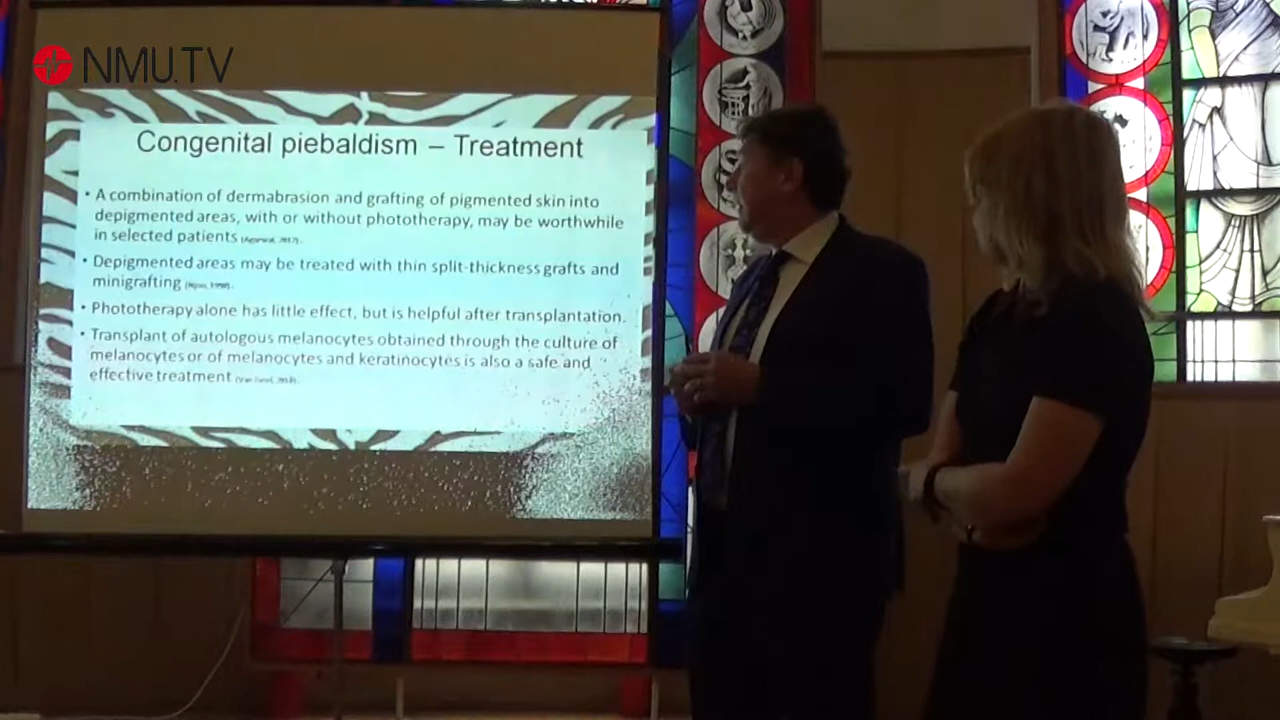 NMU.TV
Congenital piebaldism – Treatment
• A combination of dermabrasion and grafting of pigmented skin into
depigmented areas, with or without phototherapy, may be worthwhile
in selected patients
• Depigmented areas may be treated with thin split-thickness grafts and
minigrafting
• Phototherapy alone has little effect, but is helpful after transplantation.
• Transplant of autologous melanocytes obtained through the culture of
melanocytes or of melanocytes and keratinocytes is also a safe and
effective treatment